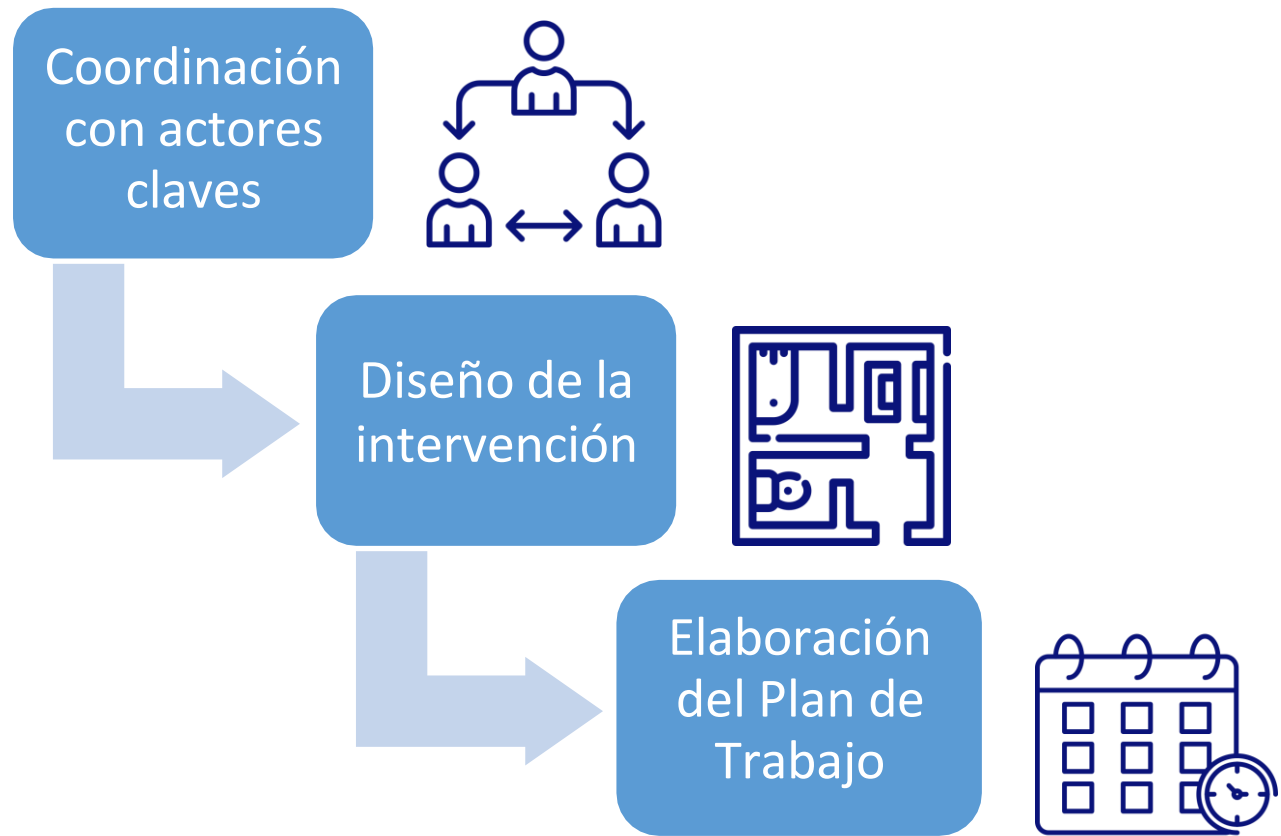 Coordinación
con actores
claves
Diseño de la
intervención
Elaboración
del Plan de
Trabajo